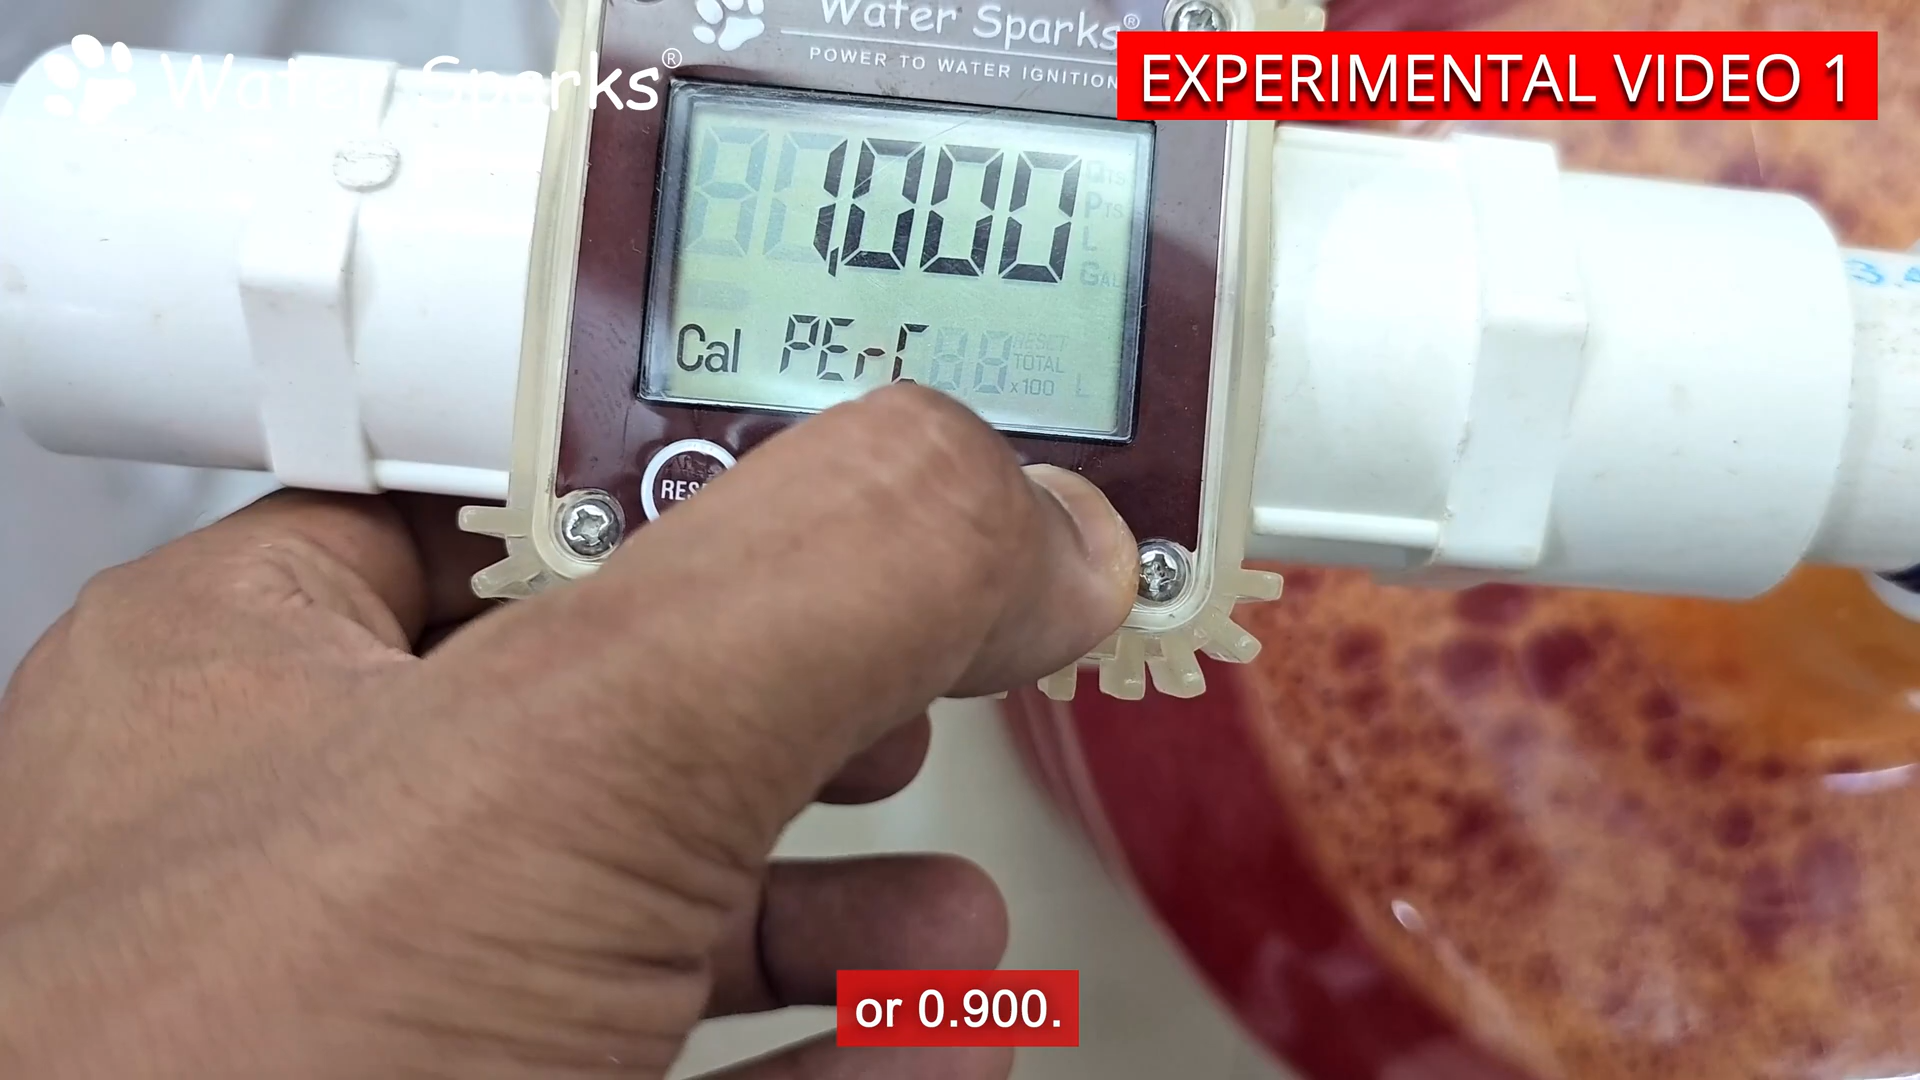 Water Sparks®
Water Sparks®
POWER TO WATER IGNITION
EXPERIMENTAL VIDEO 1
1,000
QTS
PTS
L
GAL
Cal PErC
RESET
TOTAL
x100 L
or 0.900.